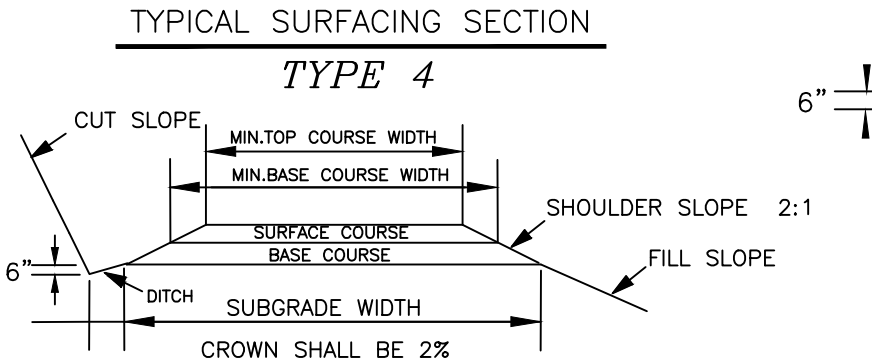 TYPICAL SURFACING SECTION
TYPE 4
6”
CUT SLOPE
MIN.TOP COURSE WIDTH
MIN.BASE COURSE WIDTH
SHOULDER SLOPE 2:1
SURFACE COURSE
BASE COURSE
FILL SLOPE
6”
DITCH
SUBGRADE WIDTH
CROWN SHALL BE 2%